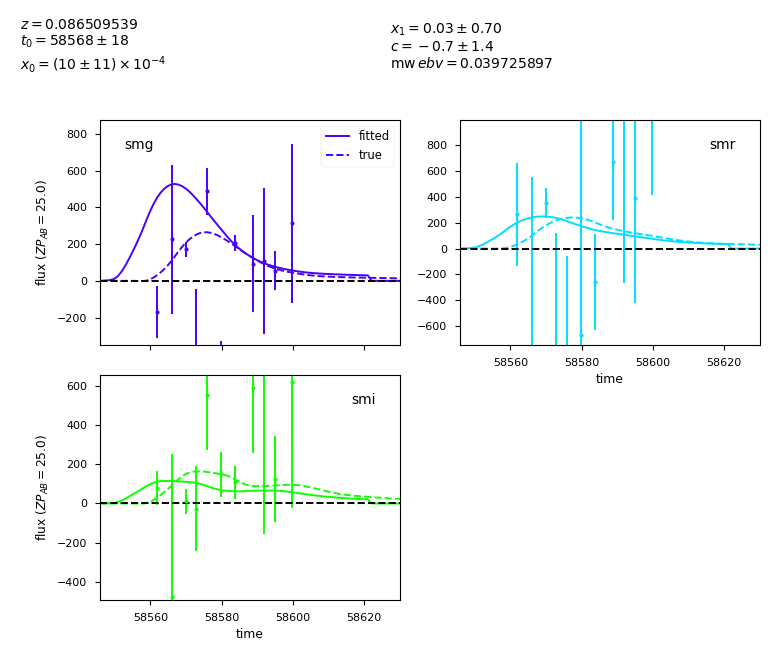 z = 0.086509539
t₀ = 58568 ± 18
x₀ = (10 ± 11) × 10⁻⁴
x₁ = 0.03 ± 0.70
c = −0.7 ± 1.4
mw ebv = 0.039725897
smg
fitted
true
800
600
400
200
0
−200
flux (ZP_AB = 25.0)
smr
800
600
400
200
0
−200
−400
−600
58560 58580 58600 58620
time
smi
600
400
200
0
−200
−400
flux (ZP_AB = 25.0)
58560 58580 58600 58620
time